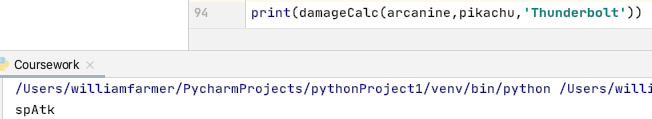 94 print(damageCalc(arcanine,pikachu,'Thunderbolt'))
Coursework
/Users/williamfarmer/PycharmProjects/pythonProject1/venv/bin/python /Users/willi
spAtk